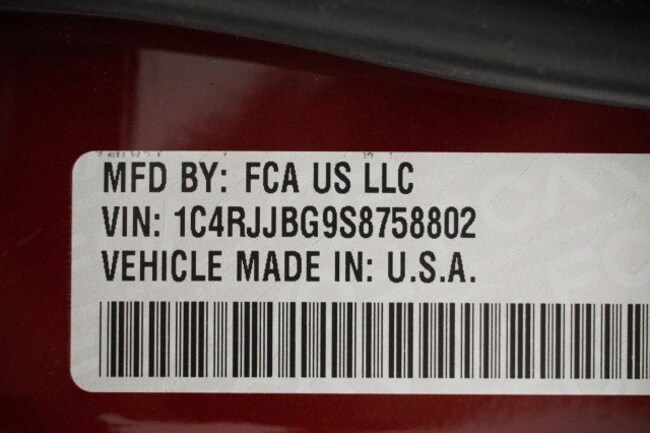 MFD BY: FCA US LLC
VIN: 1C4RJJBG9S8758802
VEHICLE MADE IN: U.S.A.